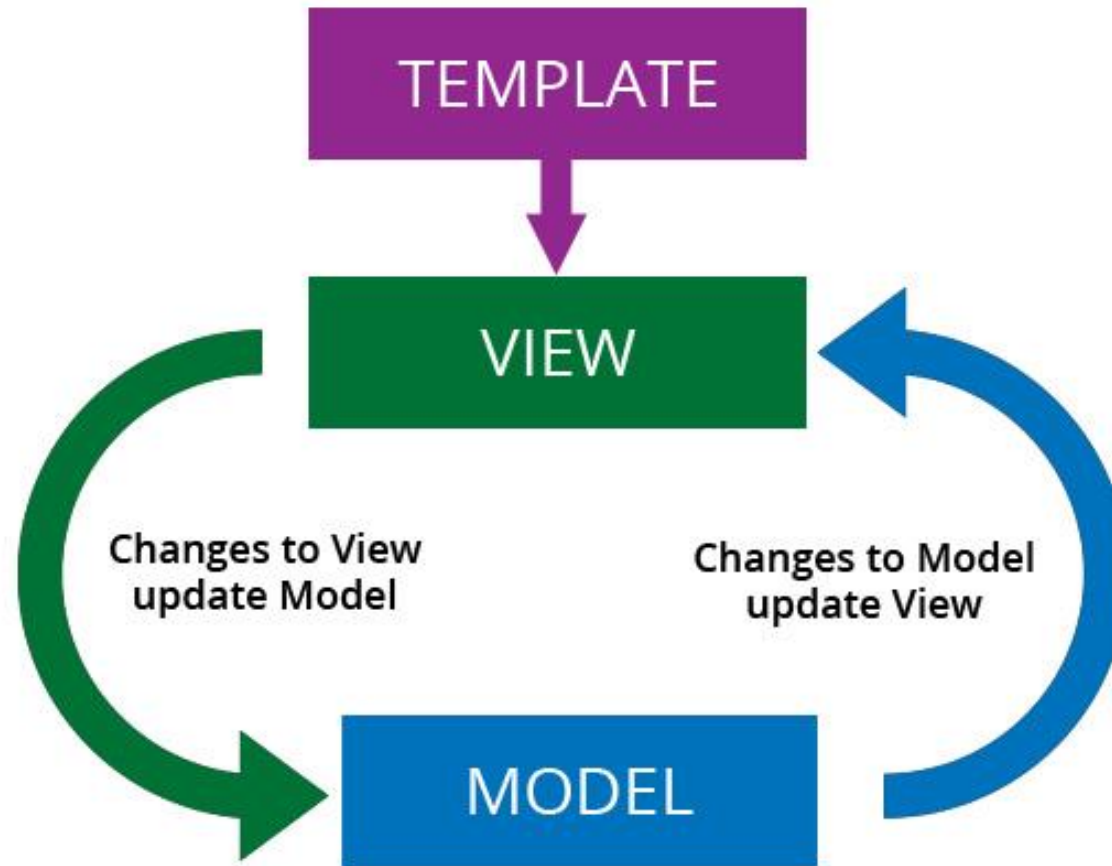 TEMPLATE
VIEW
Changes to View
update Model
Changes to Model
update View
MODEL